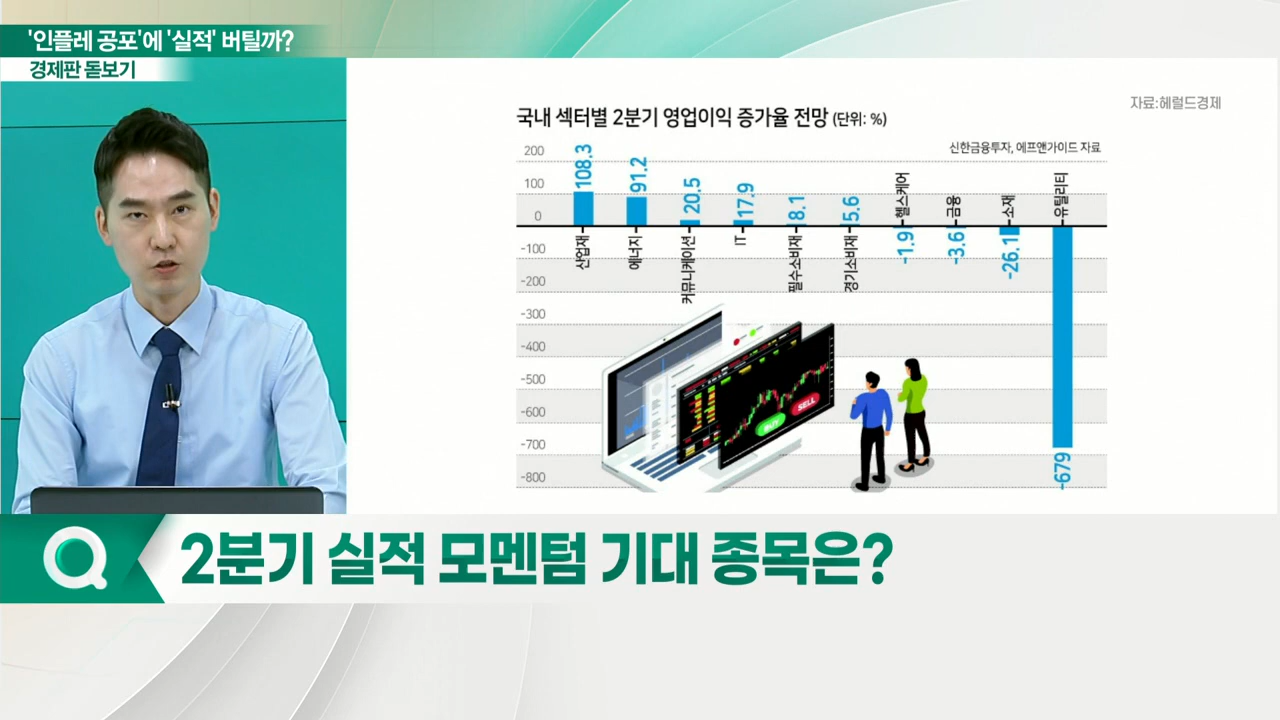 '인플레 공포'에 '실적' 버틸까?
경제판 돋보기
자료:헤럴드경제
국내 섹터별 2분기 영업이익 증가율 전망 (단위: %)
신한금융투자, 에프앤가이드 자료
200
100
0
-100
-200
-300
-400
-500
-600
-700
-800
108.3
산업재
91.2
에너지
20.5
커뮤니케이션
17.9
IT
8.1
필수소비재
5.6
경기소비재
헬스케어
-1.9
금융
-3.6
소재
-26.1
유틸리티
-679
BUY
SELL
2분기 실적 모멘텀 기대 종목은?